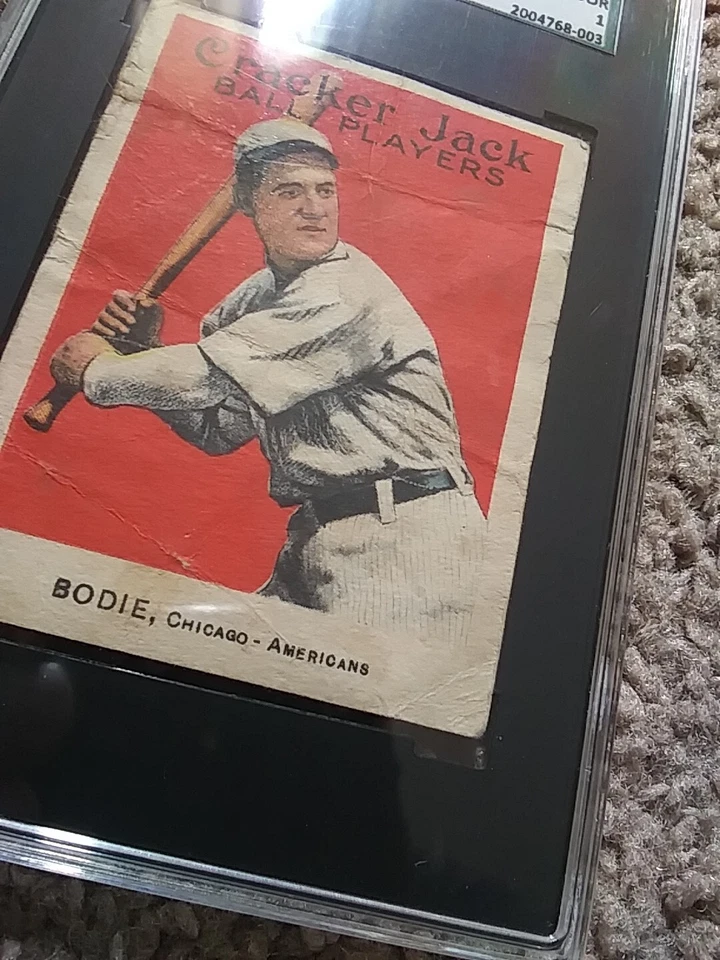 1
2004768-003
Cracker Jack
BALL PLAYERS
BODIE, CHICAGO - AMERICANS